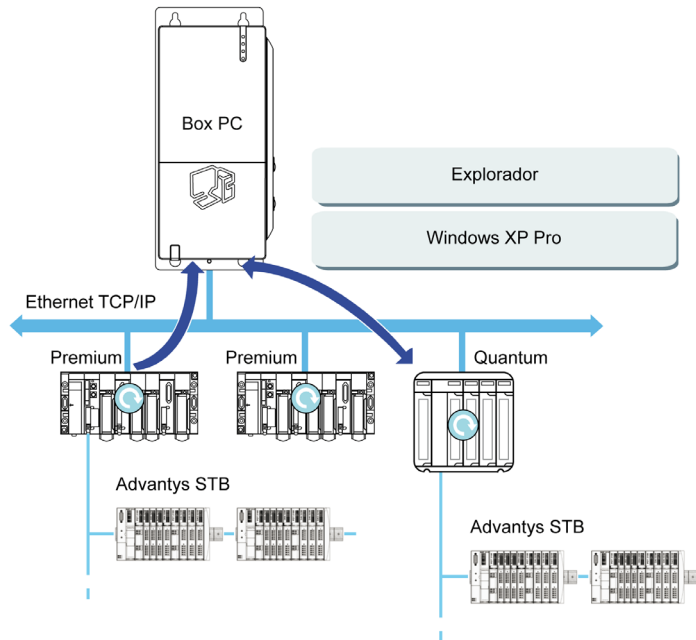 Box PC
Explorador
Windows XP Pro
Ethernet TCP/IP
Premium
Premium
Quantum
Advantys STB
Advantys STB